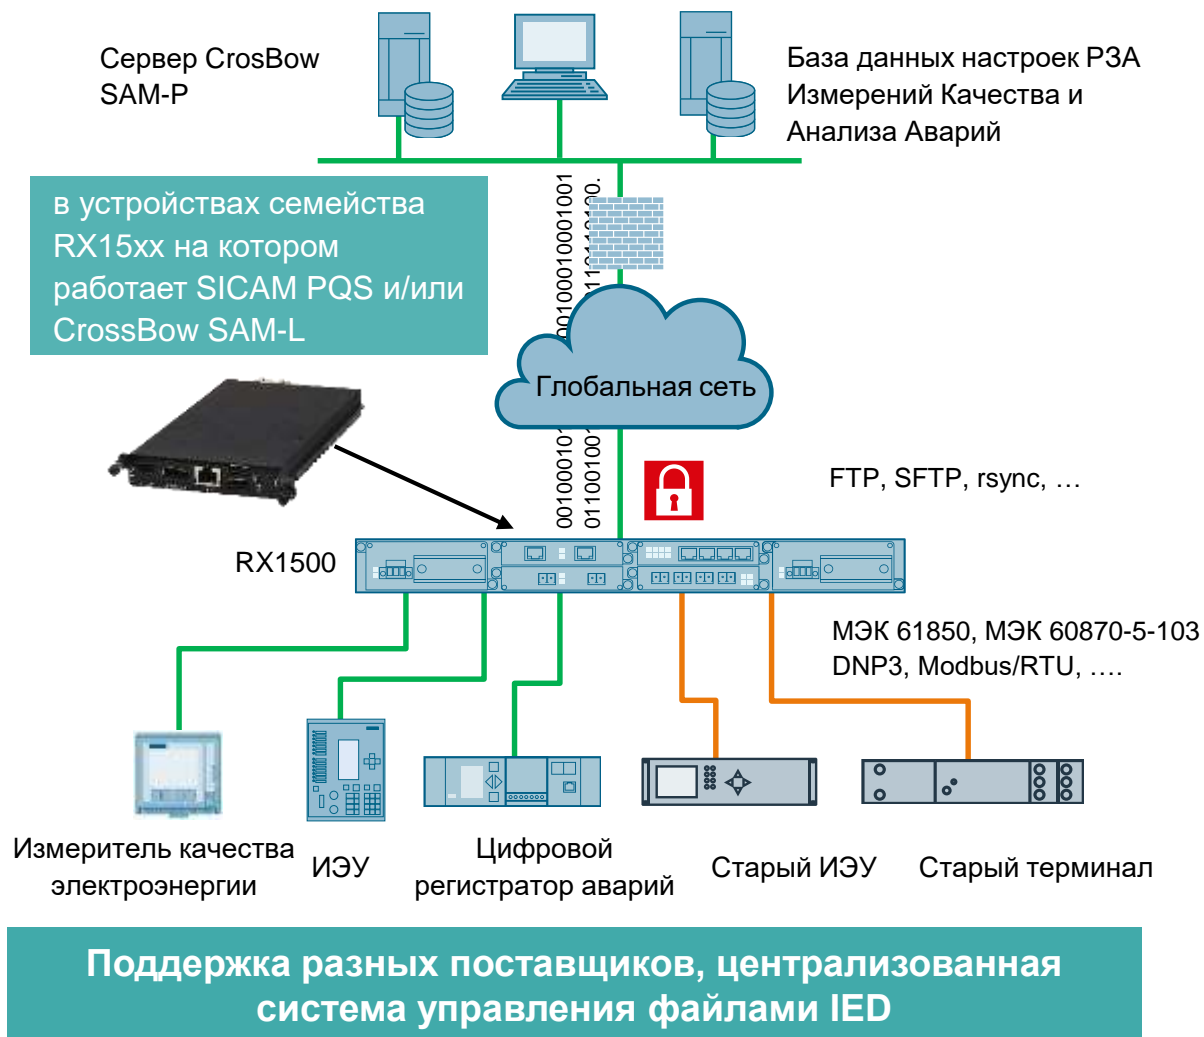 Сервер CrosBow
SAM-P
База данных настроек РЗА
Измерений Качества и
Анализа Аварий
в устройствах семейства
RX15xx на котором
работает SICAM PQS и/или
CrossBow SAM-L
Глобальная сеть
FTP, SFTP, rsync, …
RX1500
МЭК 61850, МЭК 60870-5-103
DNP3, Modbus/RTU, ….
Измеритель качества
электроэнергии
ИЭУ
Цифровой
регистратор аварий
Старый ИЭУ
Старый терминал
Поддержка разных поставщиков, централизованная
система управления файлами IED